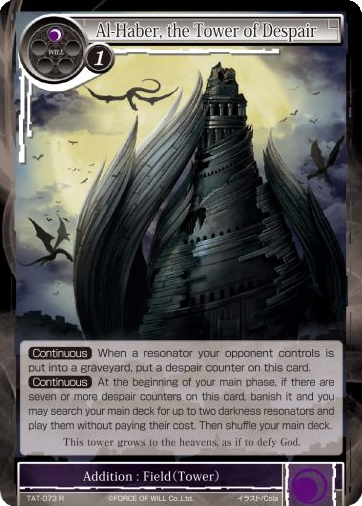 Al-Haber, the Tower of Despair
WILL
1
Continuous When a resonator your opponent controls is
put into a graveyard, put a despair counter on this card.
Continuous At the beginning of your main phase, if there are
seven or more despair counters on this card, banish it and you
may search your main deck for up to two darkness resonators and
play them without paying their cost. Then shuffle your main deck.
This tower grows to the heavens, as if to defy God.
Addition : Field(Tower)
TAT-073 R ©FORCE OF WILL Co.,Ltd. イラスト/Cola